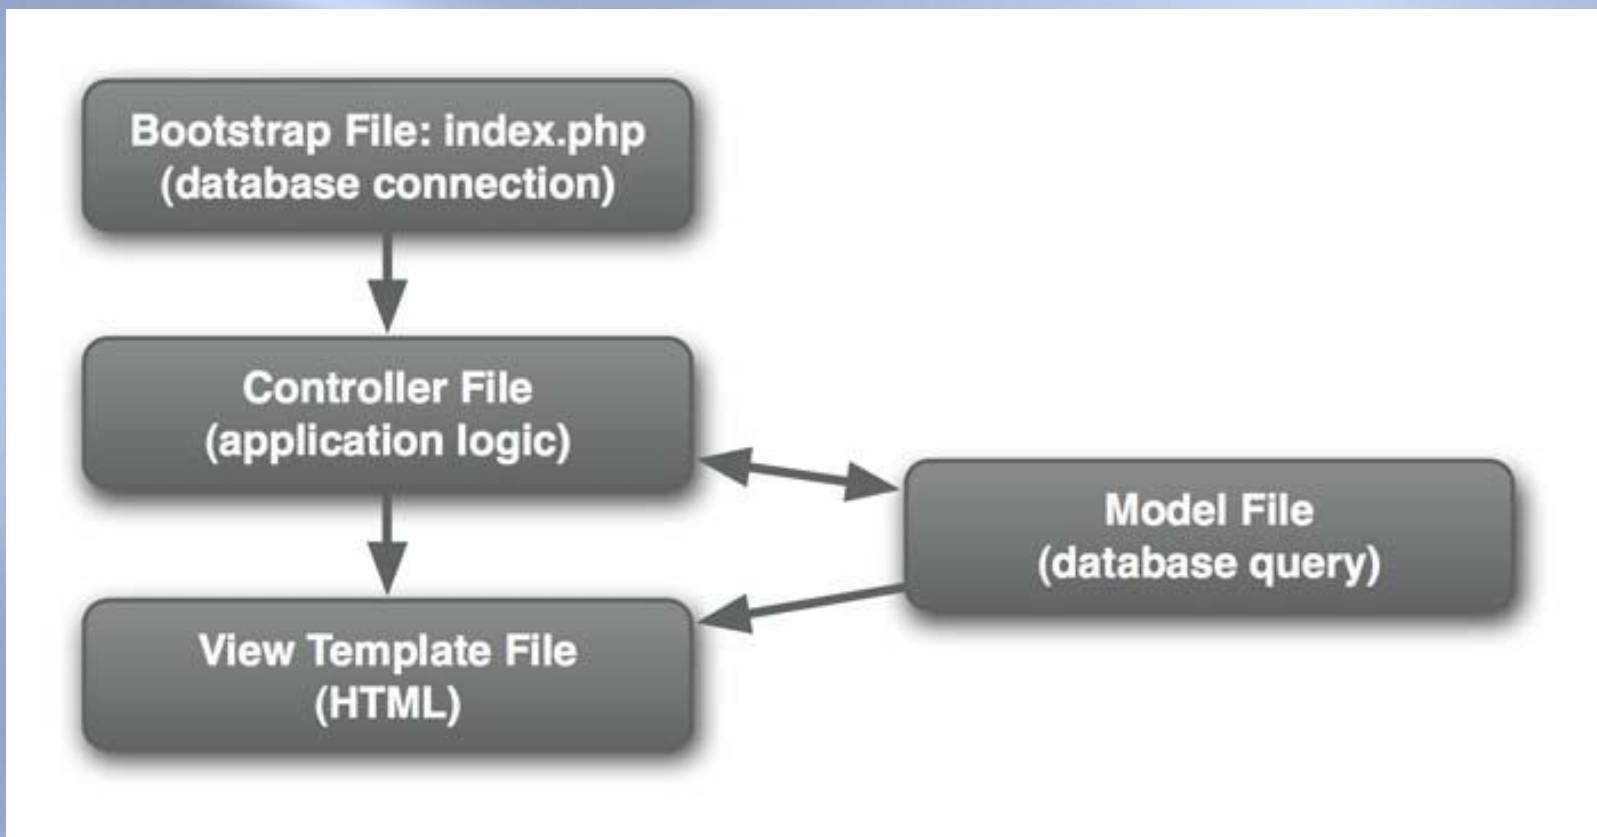 Bootstrap File: index.php
(database connection)
Controller File
(application logic)
Model File
(database query)
View Template File
(HTML)